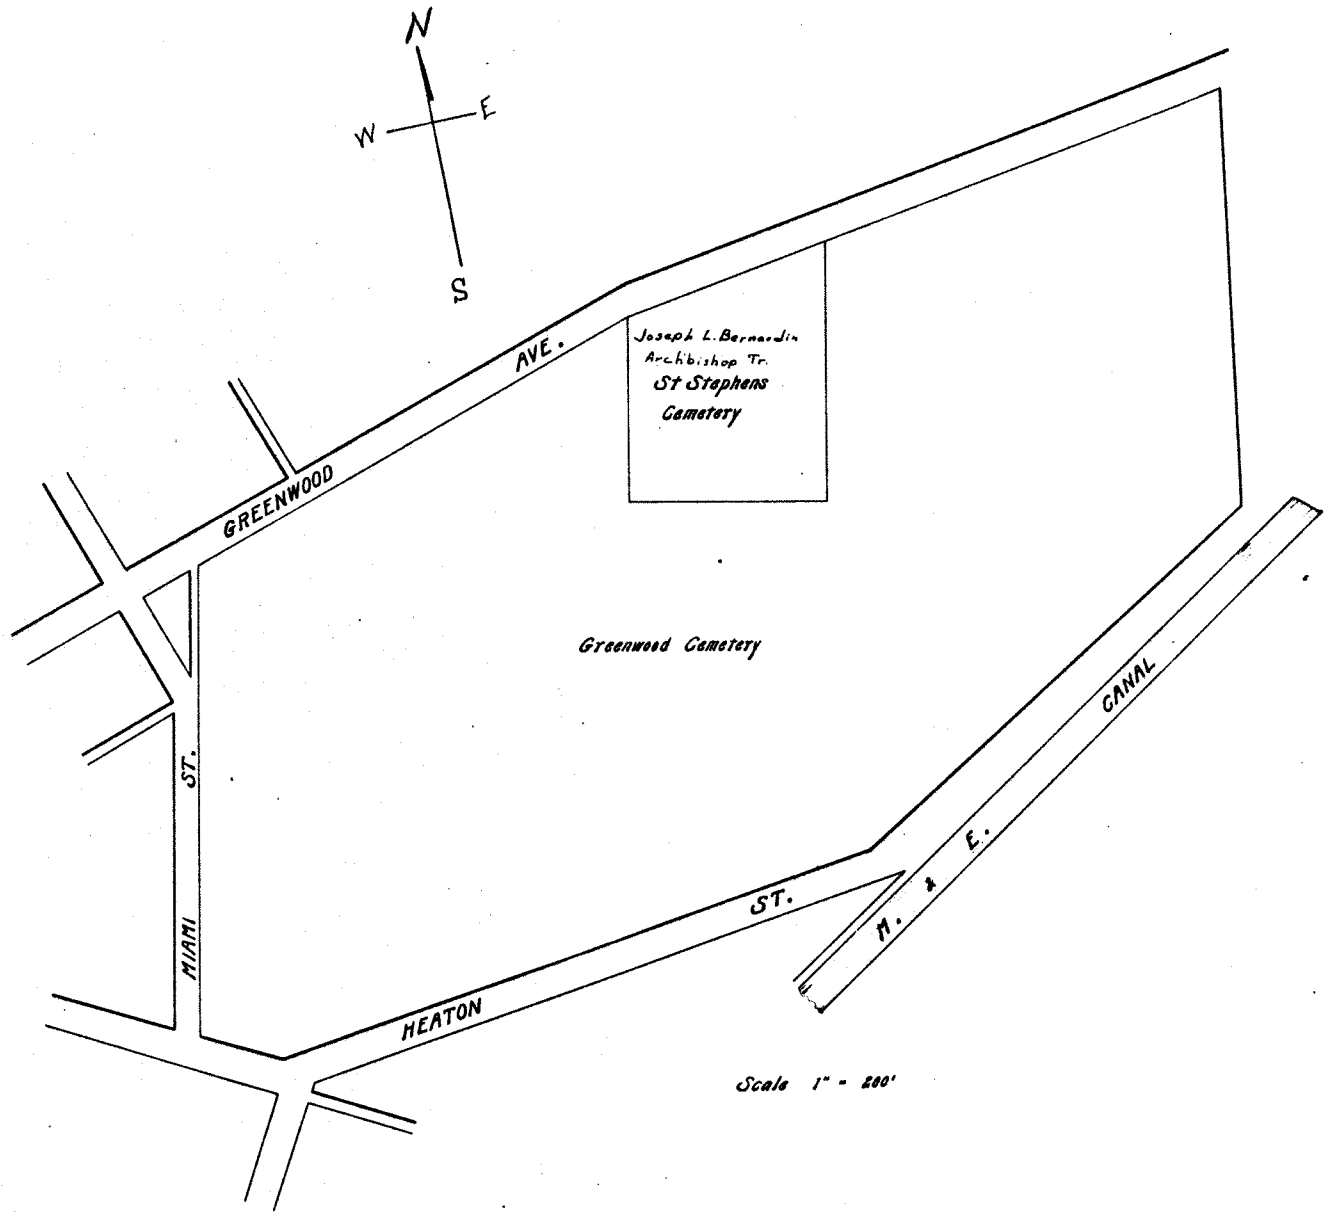 N
W E
S
GREENWOOD AVE.
Joseph L. Bernardin
Archbishop Tr.
St Stephens
Cemetery
Greenwood Cemetery
MIAMI ST.
HEATON ST.
M. & E. CANAL
Scale 1" = 200'